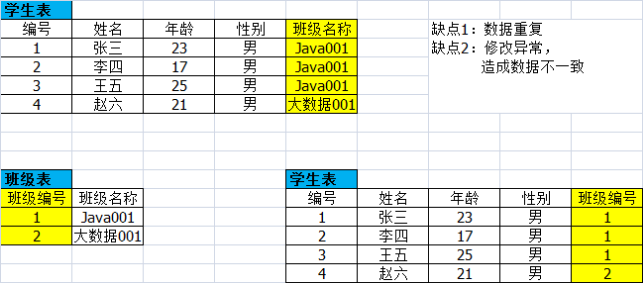 学生表
编号 姓名 年龄 性别 班级名称 缺点1：数据重复
1 张三 23 男 Java001 缺点2：修改异常，
2 李四 17 男 Java001 造成数据不一致
3 王五 25 男 Java001
4 赵六 21 男 大数据001
班级表 学生表
班级编号 班级名称 编号 姓名 年龄 性别 班级编号
1 Java001 1 张三 23 男 1
2 大数据001 2 李四 17 男 1
3 王五 25 男 1
4 赵六 21 男 2